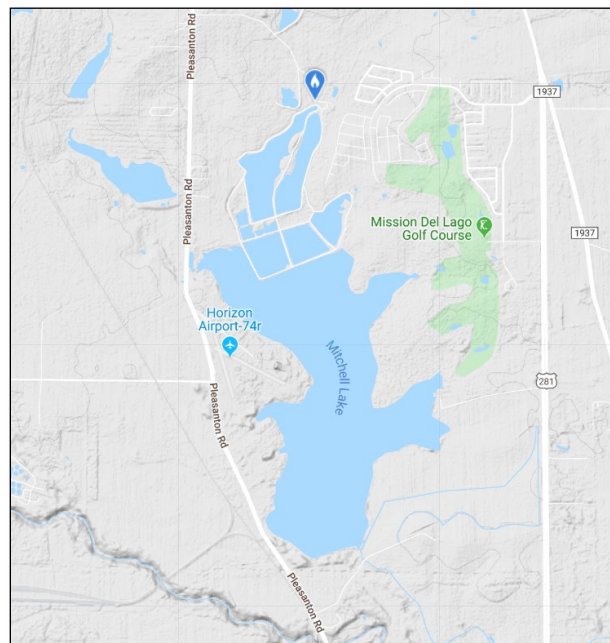 Pleasanton Rd
1937
Mission Del Lago
Golf Course
Pleasanton Rd
1937
Horizon
Airport-74r
Mitchell Lake
281
Pleasanton Rd
Pleasanton Rd